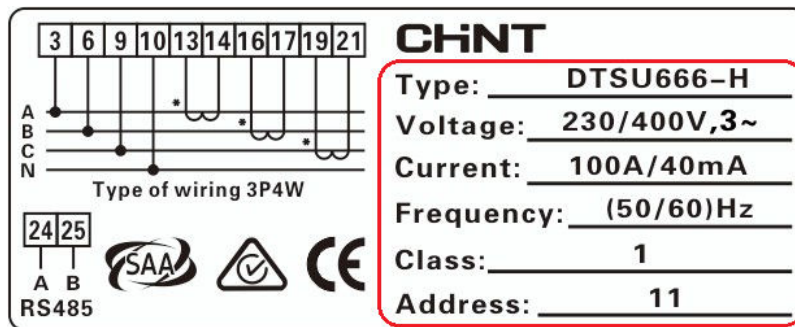 3 6 9 10 13 14 16 17 19 21
* * *
A
B
C
N
Type of wiring 3P4W
24 25
A B
RS485
SAA
CE
CHiNT
Type: DTSU666-H
Voltage: 230/400V,3~
Current: 100A/40mA
Frequency: (50/60)Hz
Class: 1
Address: 11